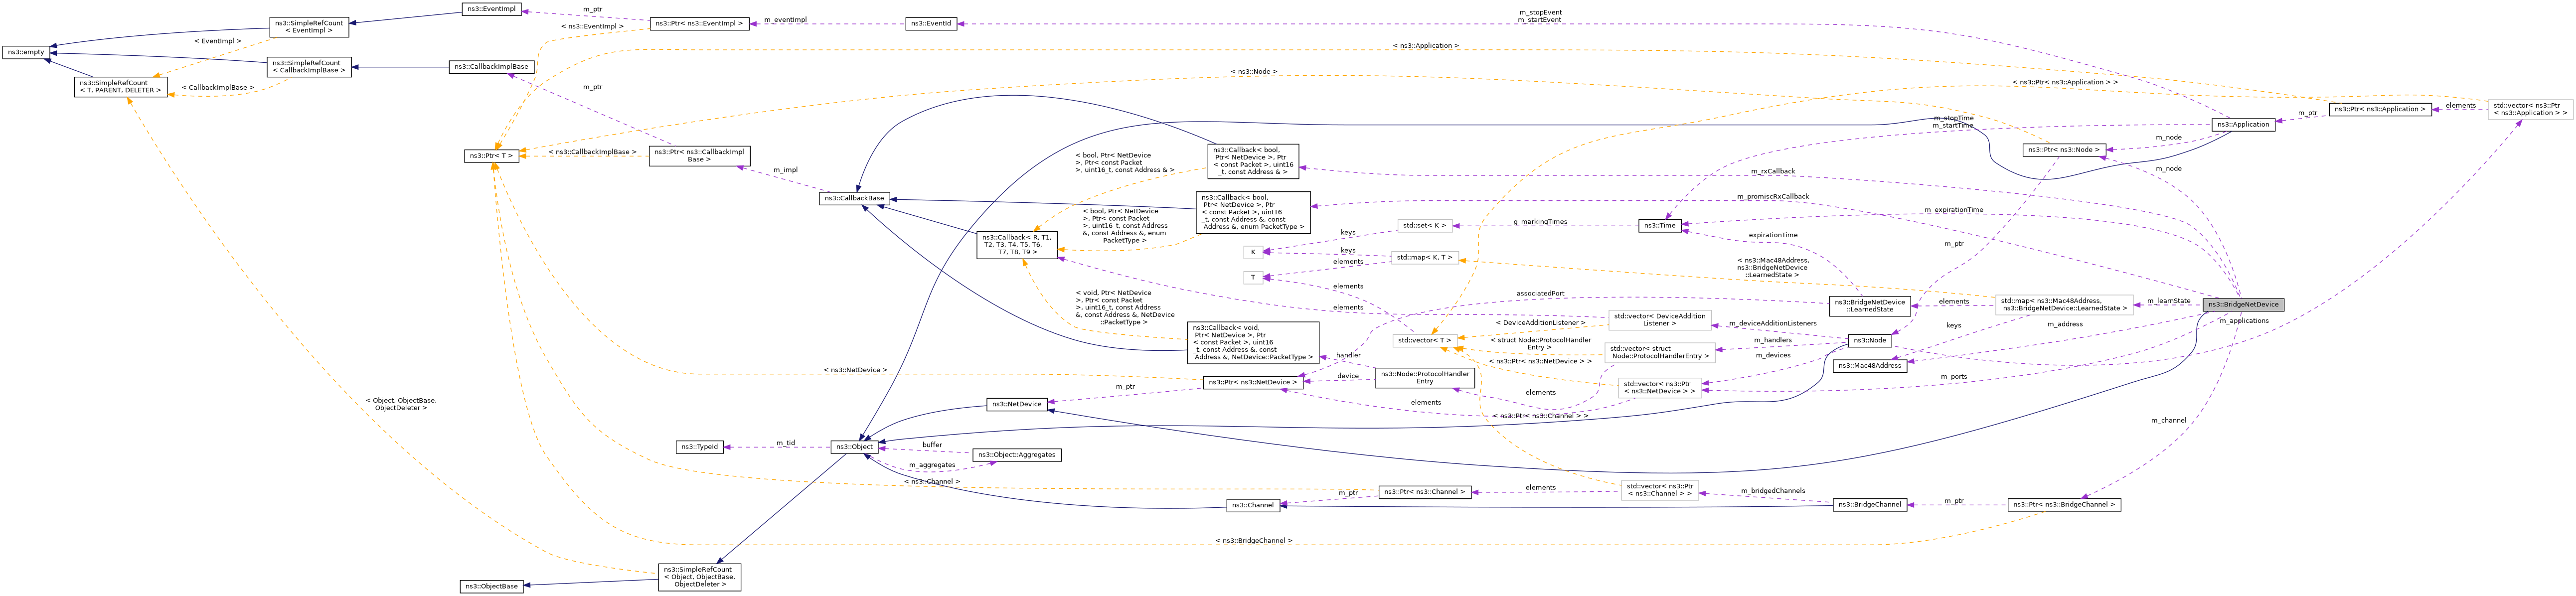 ns3::EventImpl
m_ptr
ns3::SimpleRefCount
< EventImpl >
ns3::Ptr< ns3::EventImpl >
m_eventImpl
ns3::EventId
m_stopEvent
m_startEvent
< ns3::EventImpl >
< EventImpl >
ns3::empty
< ns3::Application >
ns3::SimpleRefCount
< CallbackImplBase >
ns3::CallbackImplBase
< ns3::Node >
ns3::SimpleRefCount
< T, PARENT, DELETER >
< CallbackImplBase >
m_ptr
< ns3::Ptr< ns3::Application > >
ns3::Ptr< ns3::Application >
elements
std::vector< ns3::Ptr
< ns3::Application > >
m_ptr
m_stopTime
m_startTime
ns3::Application
m_node
ns3::Ptr< T >
< ns3::CallbackImplBase >
ns3::Ptr< ns3::CallbackImpl
Base >
< bool, Ptr< NetDevice
>, Ptr< const Packet
>, uint16_t, const Address & >
ns3::Callback< bool,
Ptr< NetDevice >, Ptr
< const Packet >, uint16
_t, const Address & >
ns3::Ptr< ns3::Node >
m_impl
m_rxCallback
m_node
ns3::CallbackBase
ns3::Callback< bool,
Ptr< NetDevice >, Ptr
< const Packet >, uint16
_t, const Address &, const
Address &, enum PacketType >
m_promiscRxCallback
< bool, Ptr< NetDevice
>, Ptr< const Packet
>, uint16_t, const Address
&, const Address &, enum
PacketType >
m_expirationTime
g_markingTimes
std::set< K >
ns3::Time
keys
expirationTime
ns3::Callback< R, T1,
T2, T3, T4, T5, T6,
T7, T8, T9 >
m_ptr
K
keys
std::map< K, T >
elements
< ns3::Mac48Address,
ns3::BridgeNetDevice
::LearnedState >
T
elements
associatedPort
< void, Ptr< NetDevice
>, Ptr< const Packet
>, uint16_t, const Address
&, const Address &, NetDevice
::PacketType >
elements
ns3::BridgeNetDevice
::LearnedState
elements
std::map< ns3::Mac48Address,
ns3::BridgeNetDevice::LearnedState >
m_learnState
ns3::BridgeNetDevice
std::vector< DeviceAddition
Listener >
< DeviceAdditionListener >
m_deviceAdditionListeners
m_applications
m_address
keys
ns3::Callback< void,
Ptr< NetDevice >, Ptr
< const Packet >, uint16
_t, const Address &, const
Address &, NetDevice::PacketType >
std::vector< T >
< struct Node::ProtocolHandler
Entry >
std::vector< struct
Node::ProtocolHandlerEntry >
m_handlers
ns3::Node
handler
< ns3::Ptr< ns3::NetDevice > >
m_devices
ns3::Mac48Address
< ns3::NetDevice >
device
ns3::Node::ProtocolHandler
Entry
ns3::Ptr< ns3::NetDevice >
m_ptr
std::vector< ns3::Ptr
< ns3::NetDevice > >
m_ports
elements
elements
< Object, ObjectBase,
ObjectDeleter >
ns3::NetDevice
< ns3::Ptr< ns3::Channel > >
m_channel
ns3::TypeId
m_tid
ns3::Object
buffer
ns3::Object::Aggregates
m_aggregates
< ns3::Channel >
m_ptr
ns3::Ptr< ns3::Channel >
elements
std::vector< ns3::Ptr
< ns3::Channel > >
m_bridgedChannels
ns3::Channel
ns3::BridgeChannel
m_ptr
ns3::Ptr< ns3::BridgeChannel >
< ns3::BridgeChannel >
ns3::SimpleRefCount
< Object, ObjectBase,
ObjectDeleter >
ns3::ObjectBase